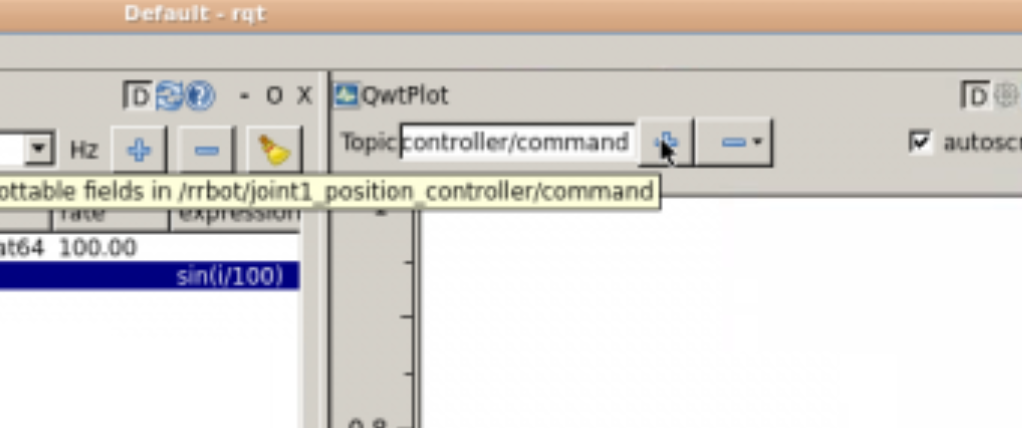 Default - rqt
D ? - O X
QwtPlot
D
Hz
Topic controller/command
autoscr
ottable fields in /rrbot/joint1_position_controller/command
rate expression
at64 100.00
sin(i/100)
0.8